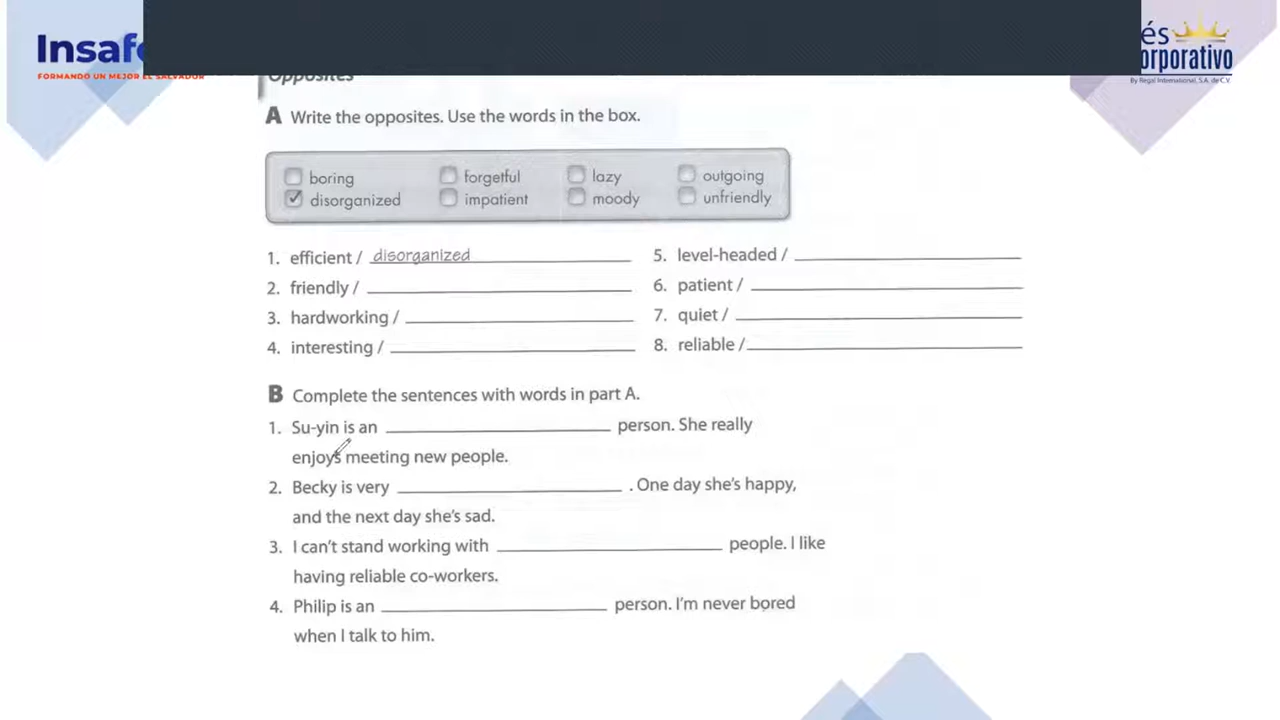 Insafo
FORMANDO UN MEJOR EL SALVADOR
és
orporativo
By Regal International, S.A. de C.V.
Opposites
A Write the opposites. Use the words in the box.
boring forgetful lazy outgoing
disorganized impatient moody unfriendly
1. efficient / disorganized
2. friendly /
3. hardworking /
4. interesting /
5. level-headed /
6. patient /
7. quiet /
8. reliable /
B Complete the sentences with words in part A.
1. Su-yin is an person. She really
enjoys meeting new people.
2. Becky is very . One day she's happy,
and the next day she's sad.
3. I can't stand working with people. I like
having reliable co-workers.
4. Philip is an person. I'm never bored
when I talk to him.